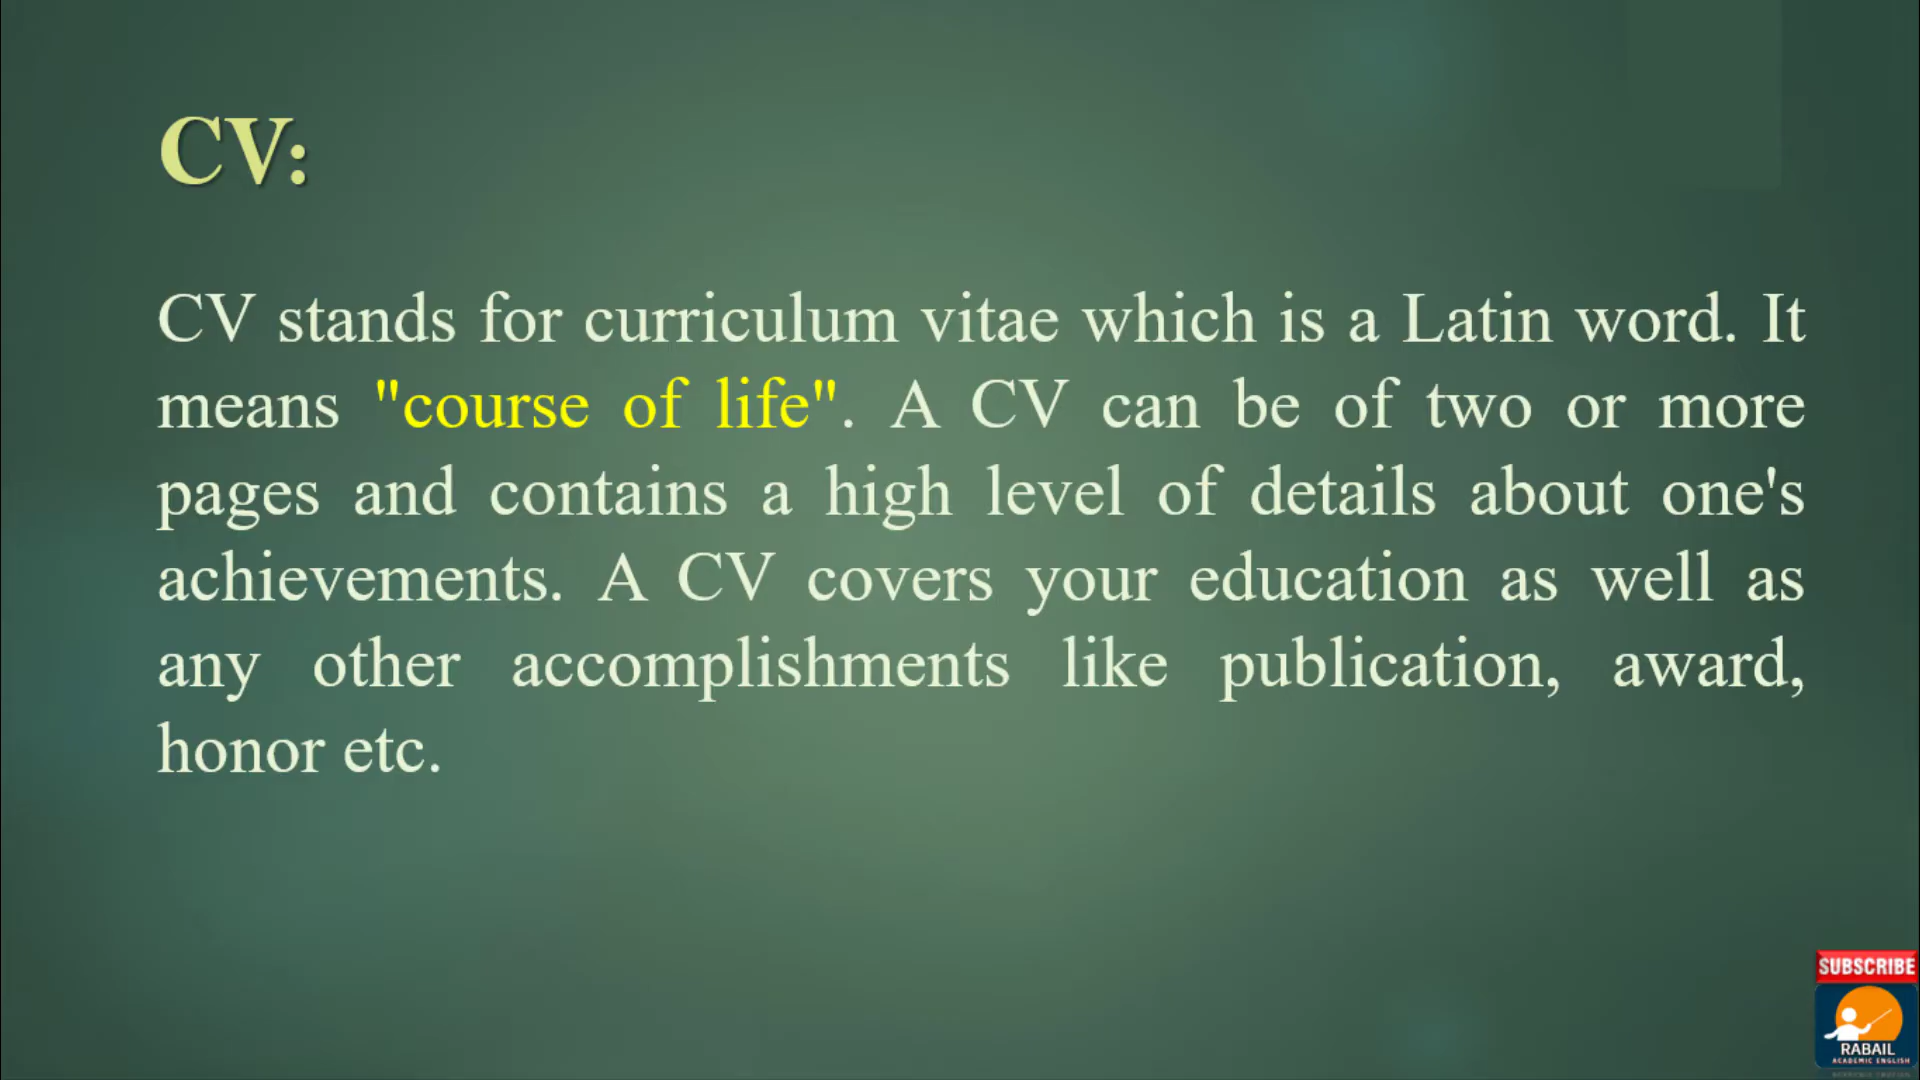 CV:
CV stands for curriculum vitae which is a Latin word. It
means "course of life". A CV can be of two or more
pages and contains a high level of details about one's
achievements. A CV covers your education as well as
any other accomplishments like publication, award,
honor etc.
SUBSCRIBE
RABAIL
ACADEMIC ENGLISH